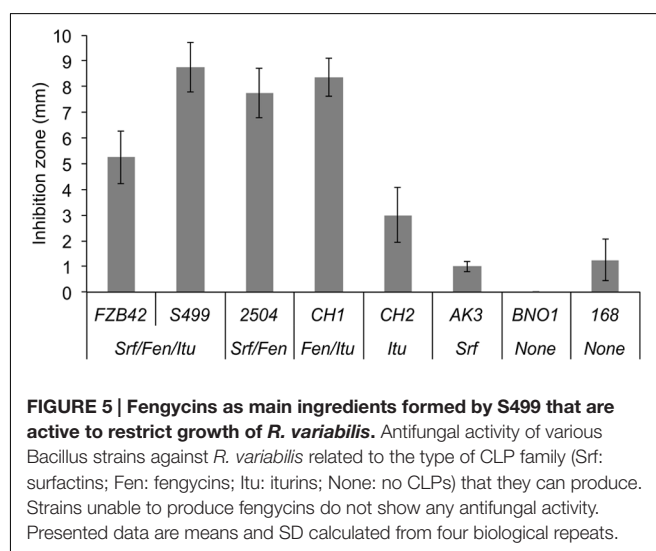 10
9
8
7
6
5
4
3
2
1
0
Inhibition zone (mm)
FZB42 S499 2504 CH1 CH2 AK3 BNO1 168
Srf/Fen/Itu Srf/Fen Fen/Itu Itu Srf None None
FIGURE 5 | Fengycins as main ingredients formed by S499 that are
active to restrict growth of R. variabilis. Antifungal activity of various
Bacillus strains against R. variabilis related to the type of CLP family (Srf:
surfactins; Fen: fengycins; Itu: iturins; None: no CLPs) that they can produce.
Strains unable to produce fengycins do not show any antifungal activity.
Presented data are means and SD calculated from four biological repeats.